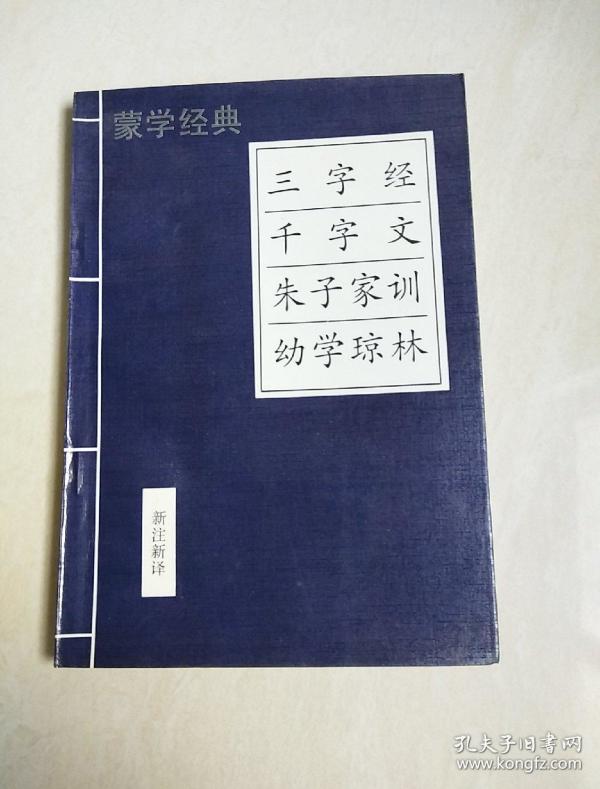 蒙学经典
三字经
千字文
朱子家训
幼学琼林
新注新译
孔夫子旧书网
www.kongfz.com